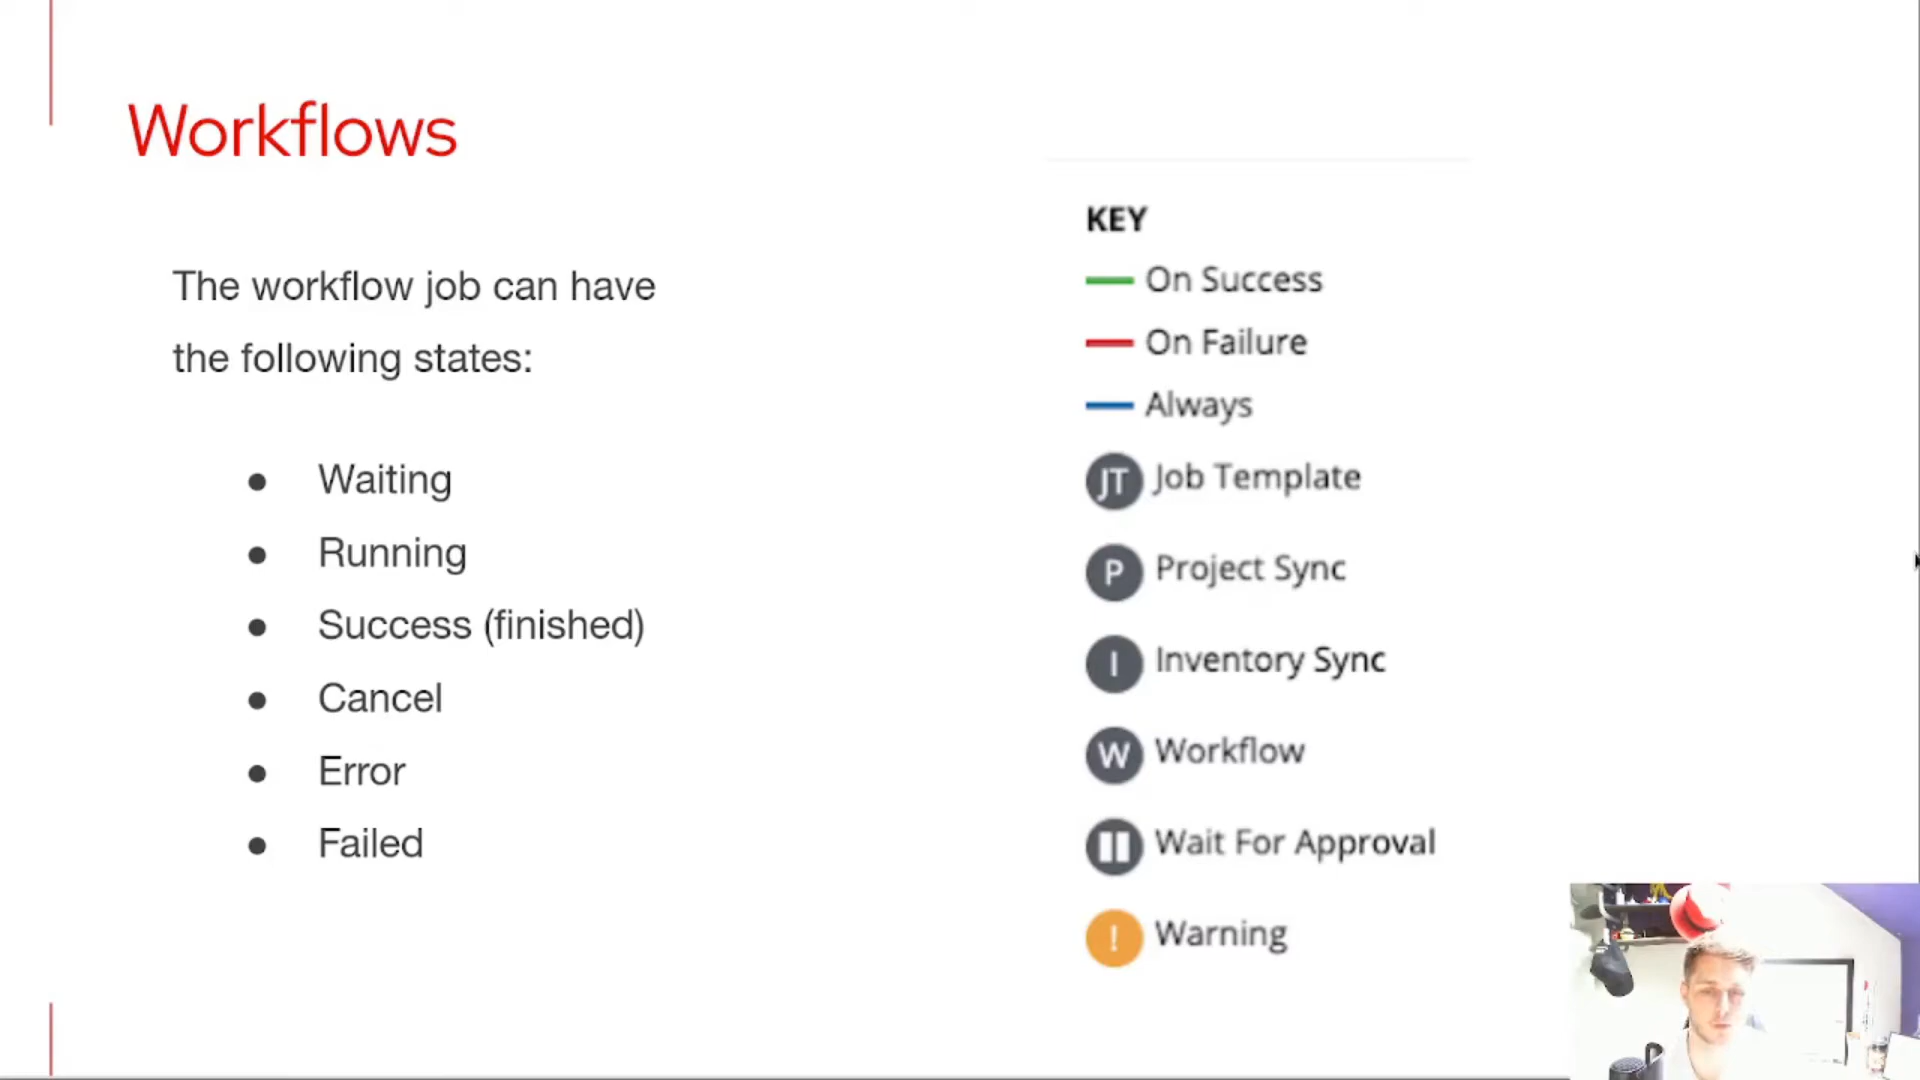 Workflows
The workflow job can have
the following states:
● Waiting
● Running
● Success (finished)
● Cancel
● Error
● Failed
KEY
On Success
On Failure
Always
JT Job Template
P Project Sync
I Inventory Sync
W Workflow
Wait For Approval
! Warning